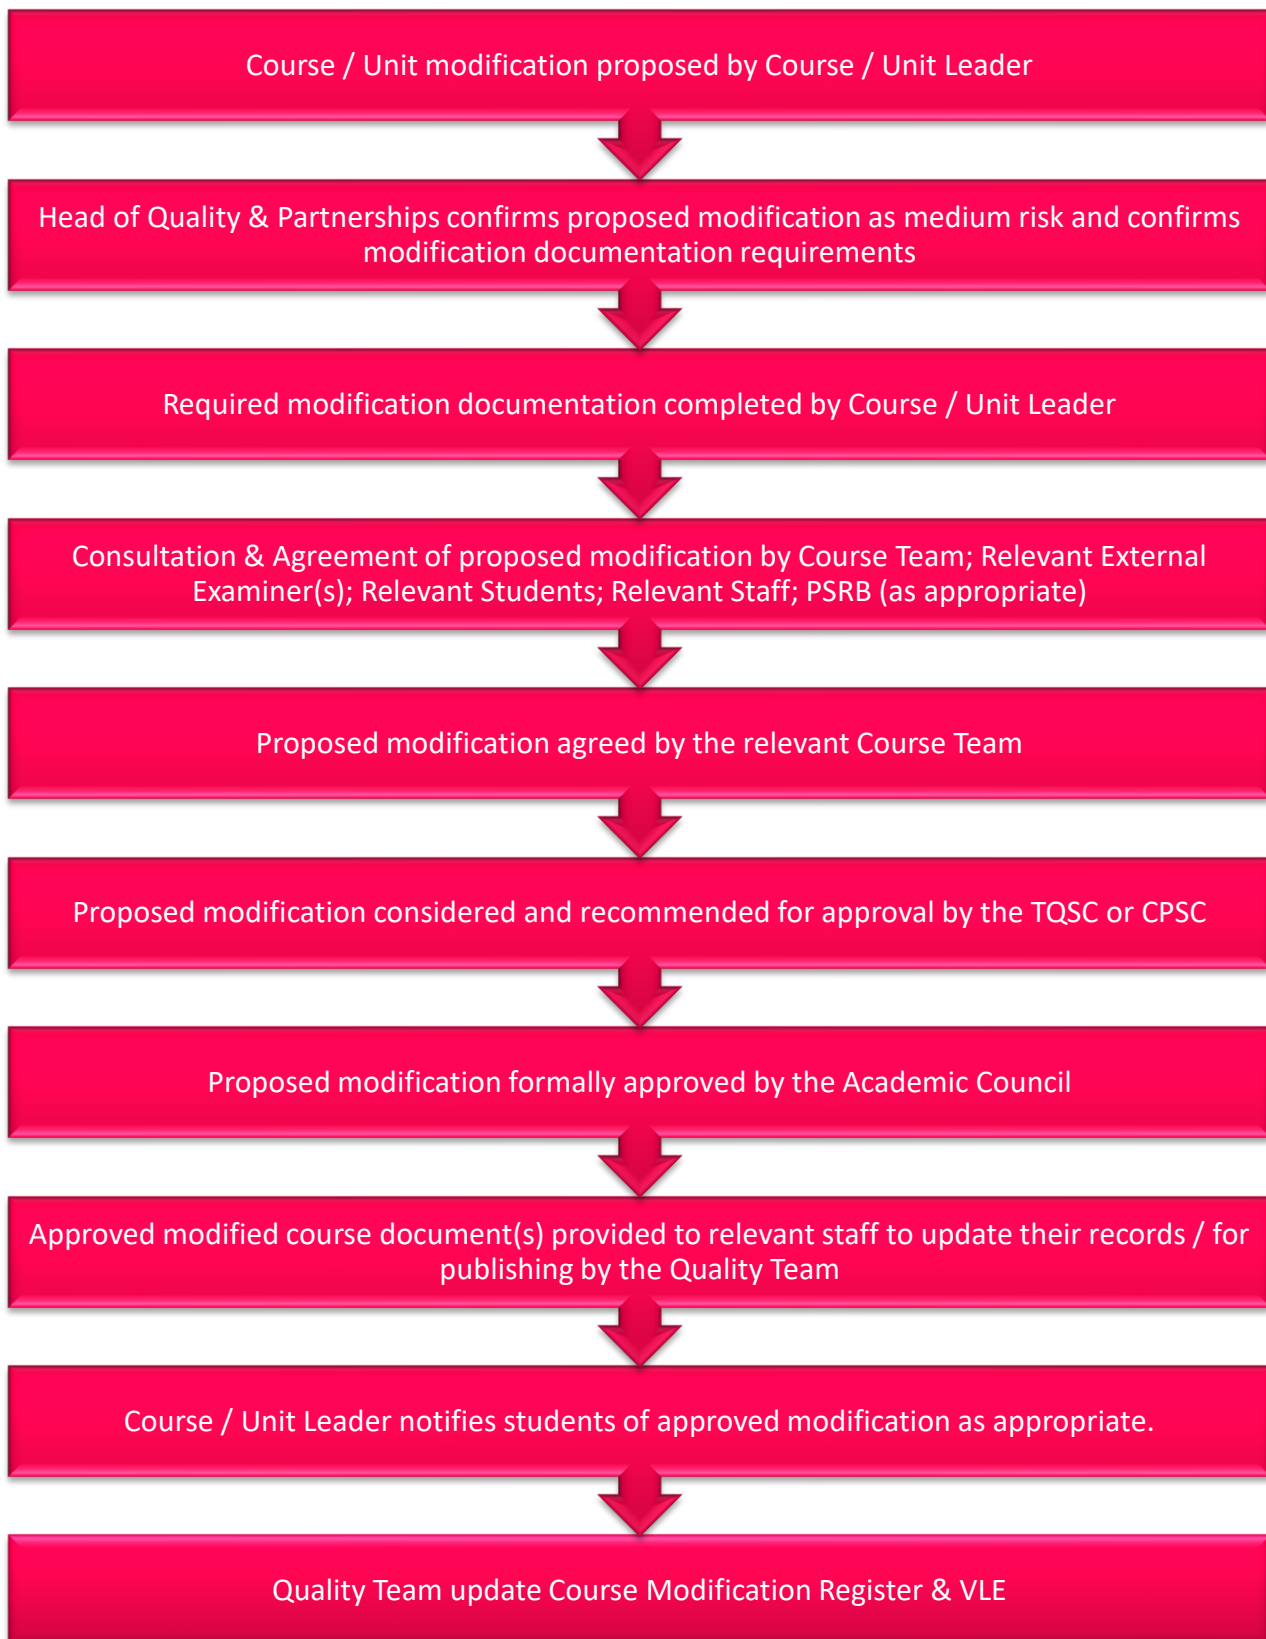 Course / Unit modification proposed by Course / Unit Leader
Head of Quality & Partnerships confirms proposed modification as medium risk and confirms
modification documentation requirements
Required modification documentation completed by Course / Unit Leader
Consultation & Agreement of proposed modification by Course Team; Relevant External
Examiner(s); Relevant Students; Relevant Staff; PSRB (as appropriate)
Proposed modification agreed by the relevant Course Team
Proposed modification considered and recommended for approval by the TQSC or CPSC
Proposed modification formally approved by the Academic Council
Approved modified course document(s) provided to relevant staff to update their records / for
publishing by the Quality Team
Course / Unit Leader notifies students of approved modification as appropriate.
Quality Team update Course Modification Register & VLE